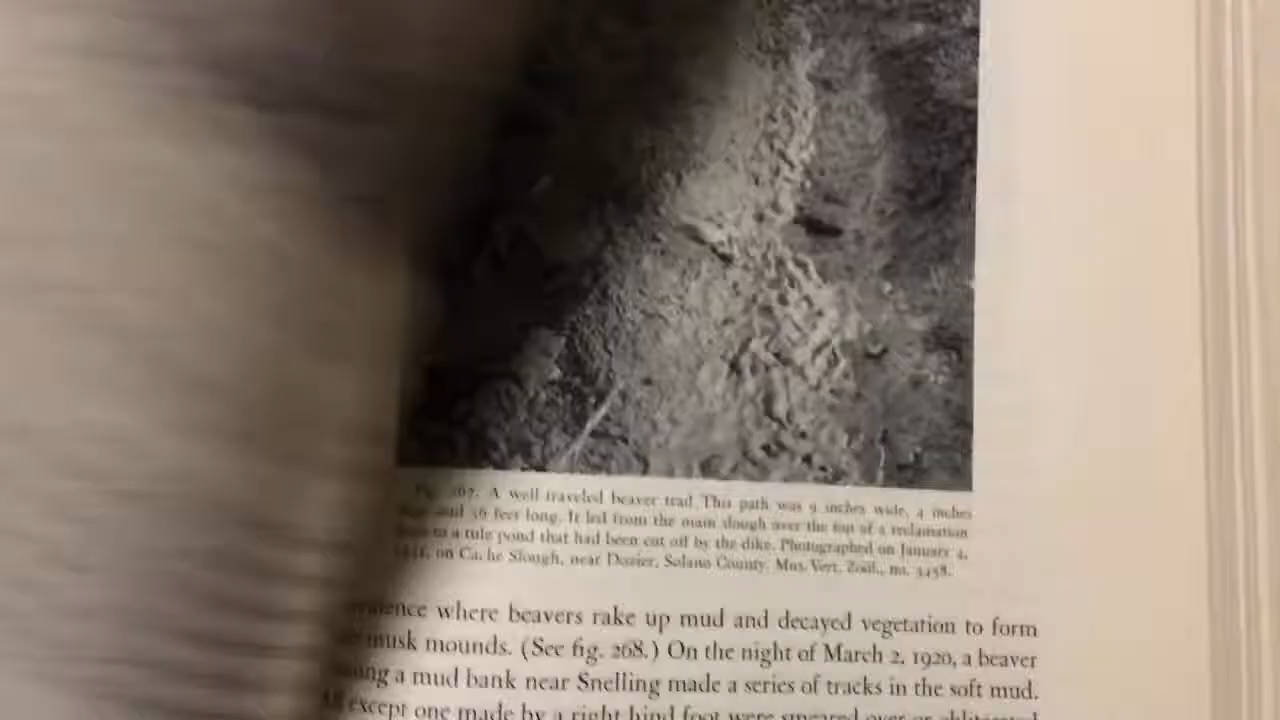 267. A well-traveled beaver trail. This path was 9 inches wide, 4 inches
and 36 feet long. It led from the main slough over the top of a reclamation
to a tule pond that had been cut off by the dike. Photographed on January 4,
on Cache Slough, near Dozier, Solano County. Mus. Vert. Zoöl., no. 3458.
where beavers rake up mud and decayed vegetation to form
musk mounds. (See fig. 268.) On the night of March 2, 1920, a beaver
a mud bank near Snelling made a series of tracks in the soft mud.
except one made by a right hind foot were smeared over or obliterated